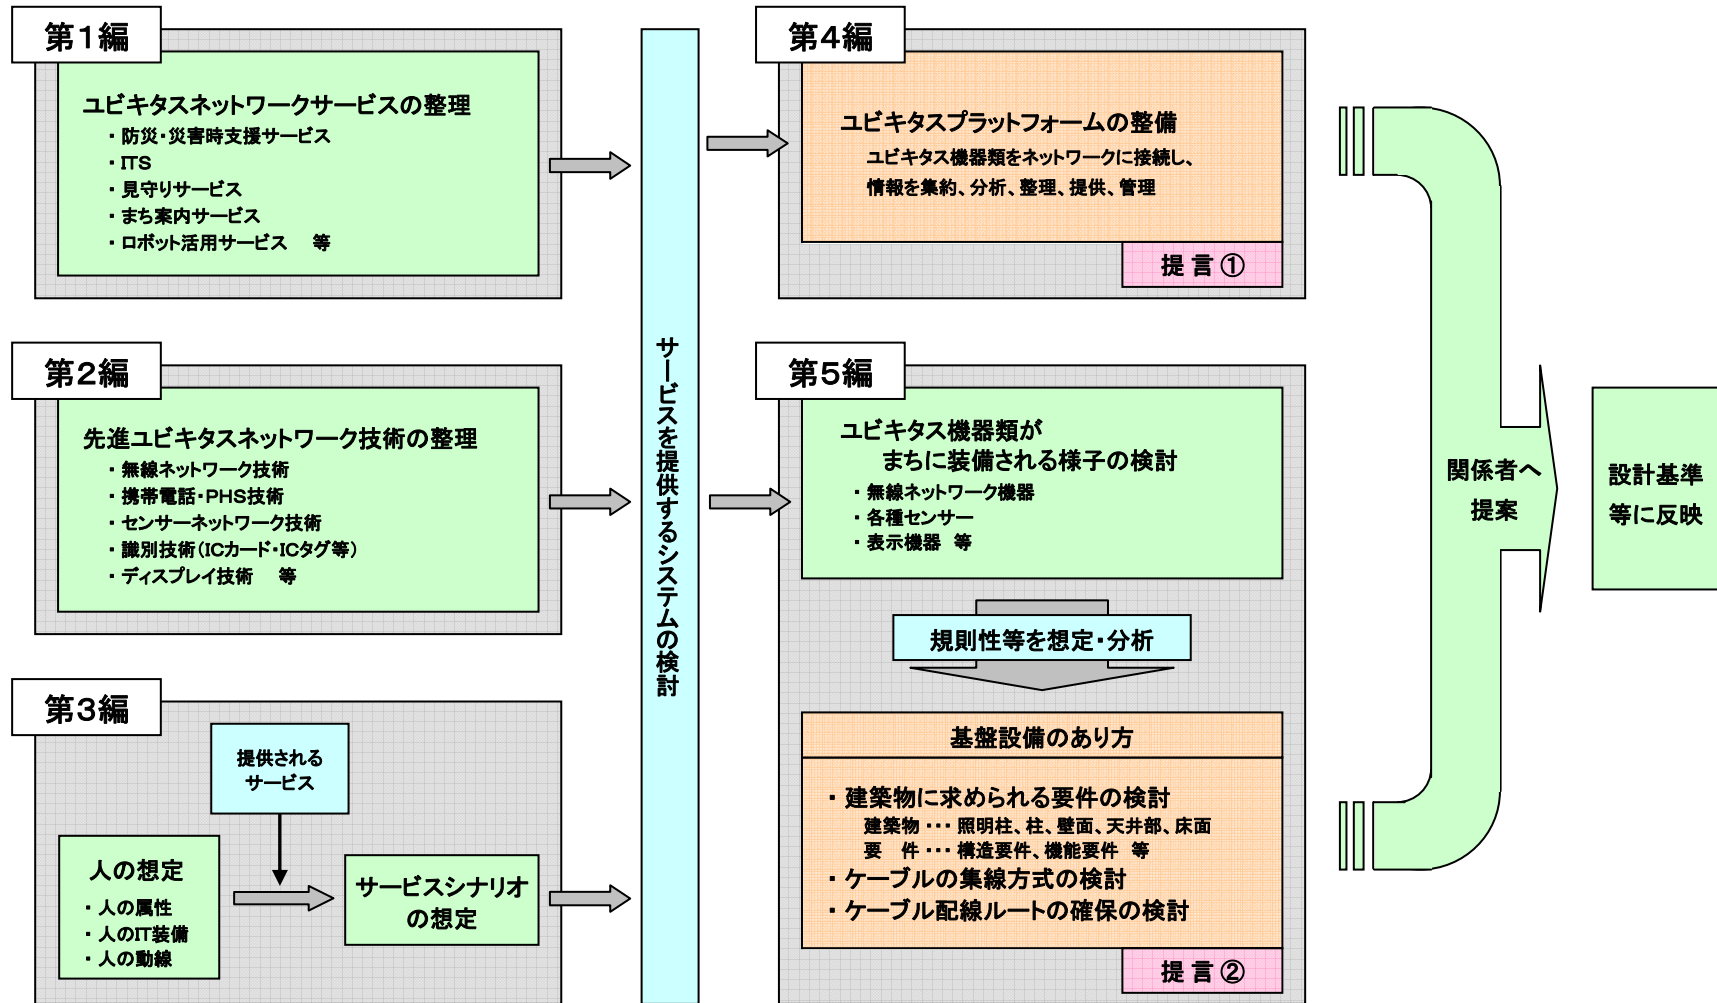 第1編
ユビキタスネットワークサービスの整理
・防災・災害時支援サービス
・ITS
・見守りサービス
・まち案内サービス
・ロボット活用サービス　等
第2編
先進ユビキタスネットワーク技術の整理
・無線ネットワーク技術
・携帯電話・PHS技術
・センサーネットワーク技術
・識別技術(ICカード・ICタグ等)
・ディスプレイ技術　等
第3編
提供される
サービス
人の想定
・人の属性
・人のIT装備
・人の動線
サービスシナリオ
の想定
サービスを提供するシステムの検討
第4編
ユビキタスプラットフォームの整備
ユビキタス機器類をネットワークに接続し、
情報を集約、分析、整理、提供、管理
提言①
第5編
ユビキタス機器類が
まちに装備される様子の検討
・無線ネットワーク機器
・各種センサー
・表示機器　等
規則性等を想定・分析
基盤設備のあり方
・建築物に求められる要件の検討
建築物・・・照明柱、柱、壁面、天井部、床面
要　件・・・構造要件、機能要件　等
・ケーブルの集線方式の検討
・ケーブル配線ルートの確保の検討
提言②
関係者へ
提案
設計基準
等に反映